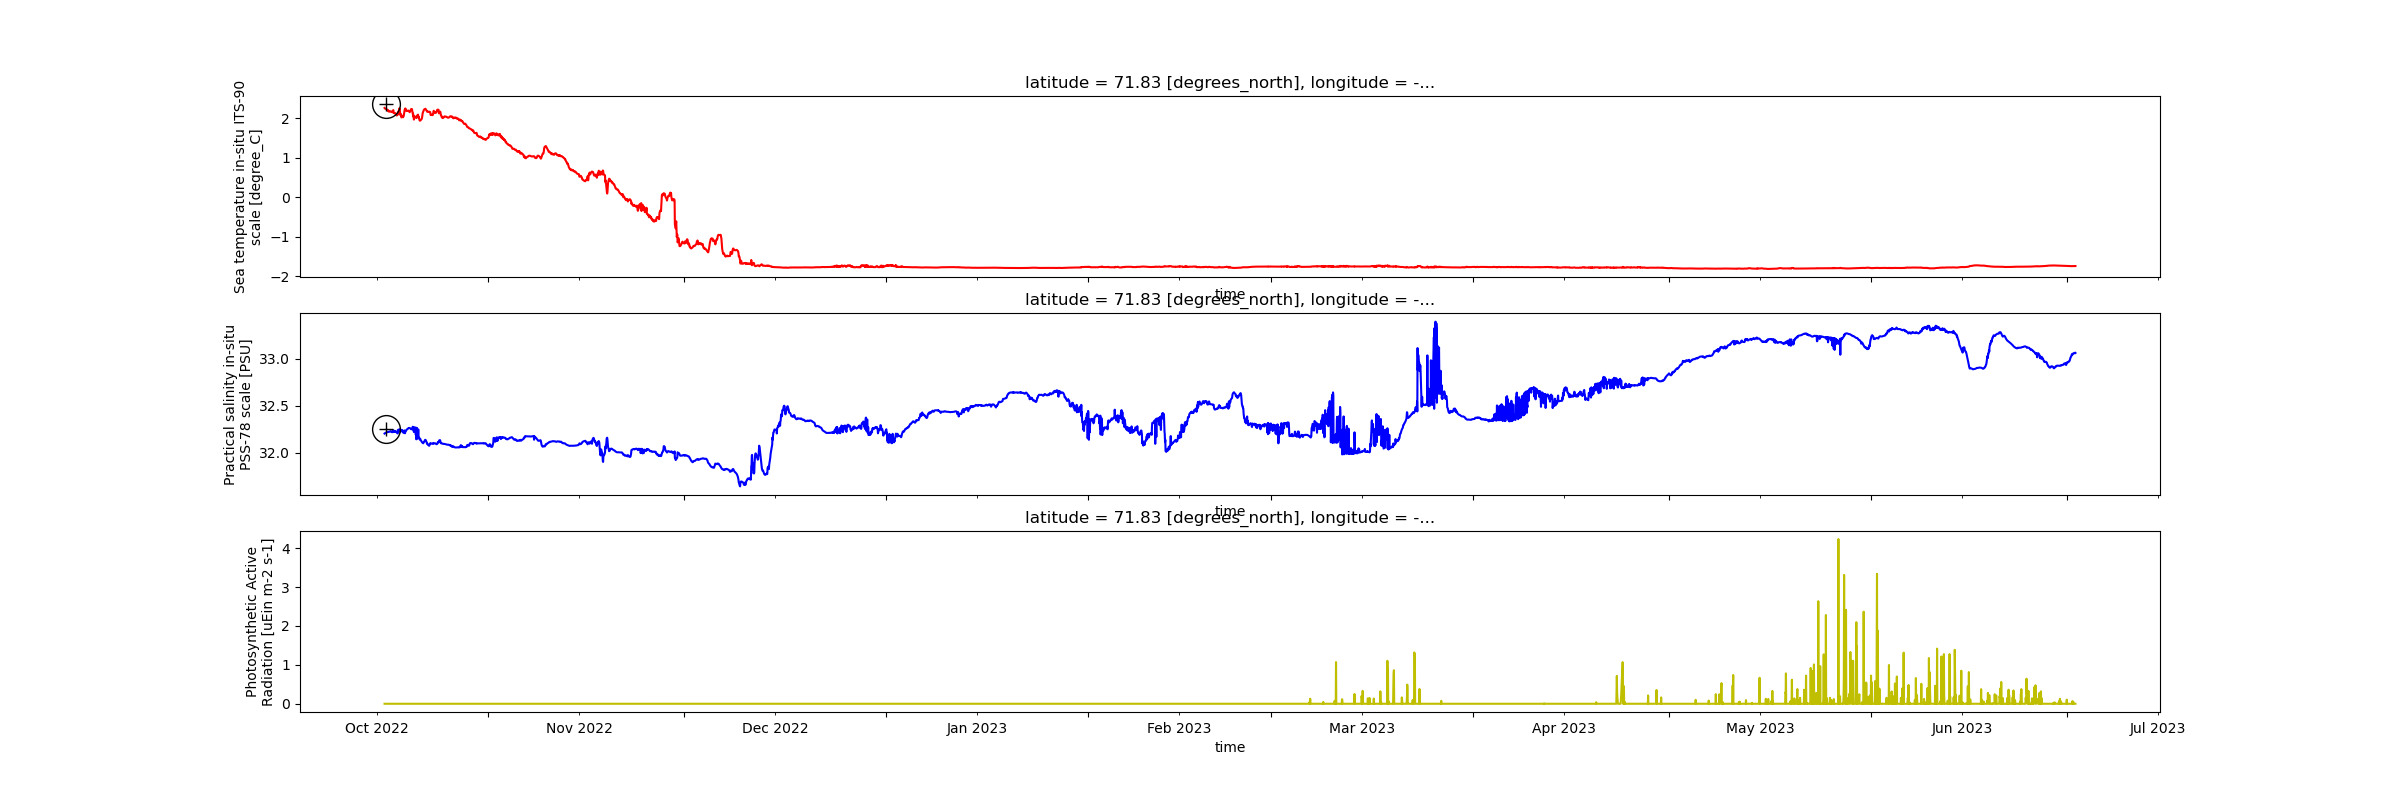 latitude = 71.83 [degrees_north], longitude = -...
Sea temperature in-situ ITS-90
scale [degree_C]
2
1
0
−1
−2
time
latitude = 71.83 [degrees_north], longitude = -...
Practical salinity in-situ
PSS-78 scale [PSU]
33.0
32.5
32.0
time
latitude = 71.83 [degrees_north], longitude = -...
Photosynthetic Active
Radiation [uEin m-2 s-1]
4
3
2
1
0
Oct 2022 Nov 2022 Dec 2022 Jan 2023 Feb 2023 Mar 2023 Apr 2023 May 2023 Jun 2023 Jul 2023
time